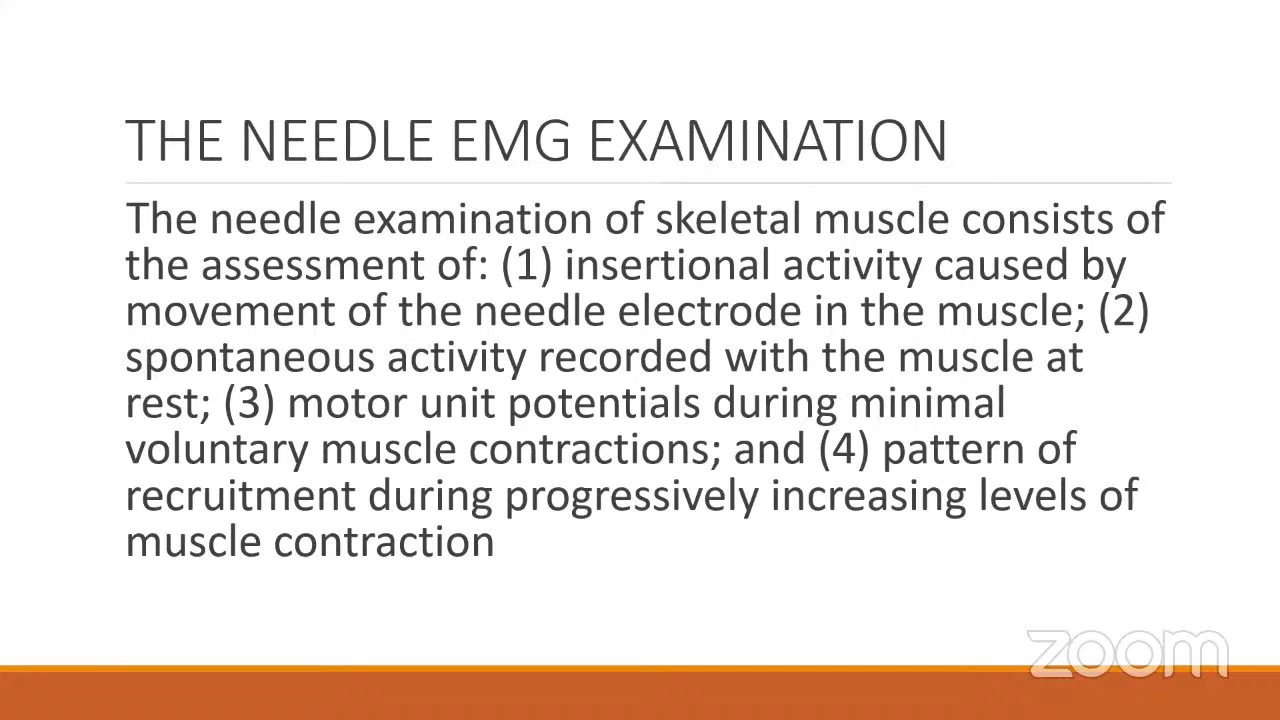 THE NEEDLE EMG EXAMINATION
The needle examination of skeletal muscle consists of
the assessment of: (1) insertional activity caused by
movement of the needle electrode in the muscle; (2)
spontaneous activity recorded with the muscle at
rest; (3) motor unit potentials during minimal
voluntary muscle contractions; and (4) pattern of
recruitment during progressively increasing levels of
muscle contraction
zoom